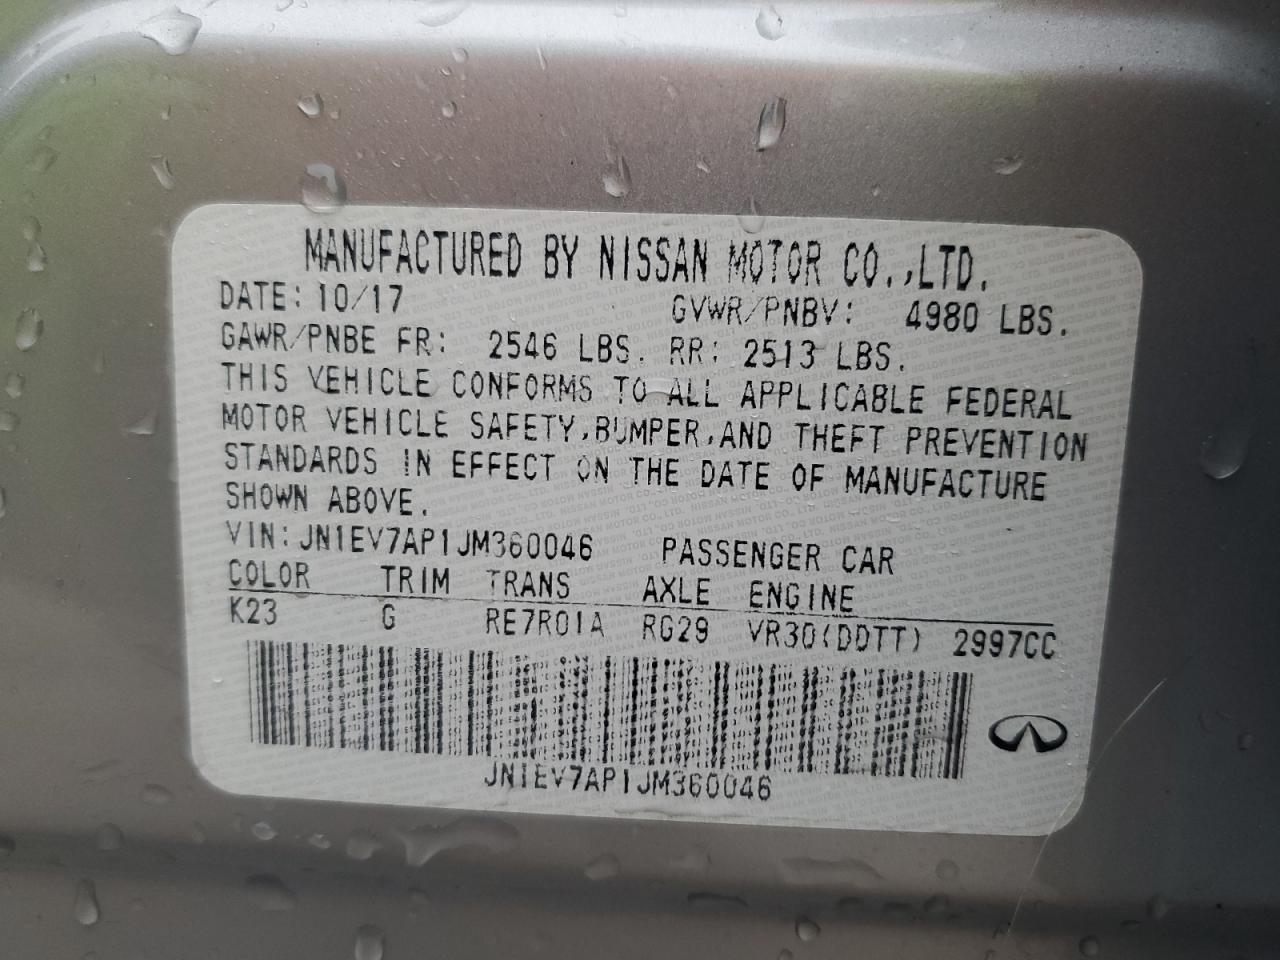 MANUFACTURED BY NISSAN MOTOR CO.,LTD.
DATE: 10/17 GVWR/PNBV: 4980 LBS.
GAWR/PNBE FR: 2546 LBS. RR: 2513 LBS.
THIS VEHICLE CONFORMS TO ALL APPLICABLE FEDERAL
MOTOR VEHICLE SAFETY,BUMPER,AND THEFT PREVENTION
STANDARDS IN EFFECT ON THE DATE OF MANUFACTURE
SHOWN ABOVE.
VIN:JN1EV7AP1JM360046 PASSENGER CAR
COLOR TRIM TRANS AXLE ENGINE
K23 G RE7R01A RG29 VR30(DDTT) 2997CC
JN1EV7AP1JM360046